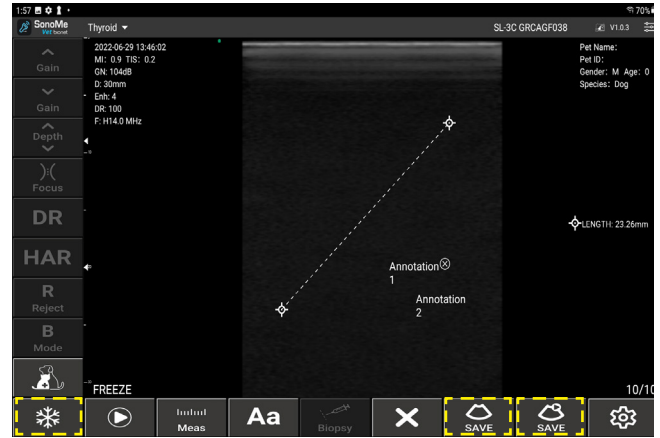 1:57
70%
SonoMe
Vet bionet
Thyroid
SL-3C GRCAGF038
V1.0.3
2022-06-29 13:46:02
MI: 0.9 TIS: 0.2
GN: 104dB
D: 30mm
Enh: 4
DR: 100
F: H14.0 MHz
Pet Name:
Pet ID:
Gender: M Age: 0
Species: Dog
Gain
Gain
Depth
Focus
DR
HAR
R
Reject
B
Mode
LENGTH: 23.26mm
Annotation
1
Annotation
2
FREEZE
10/10
Meas
Aa
Biopsy
SAVE
SAVE